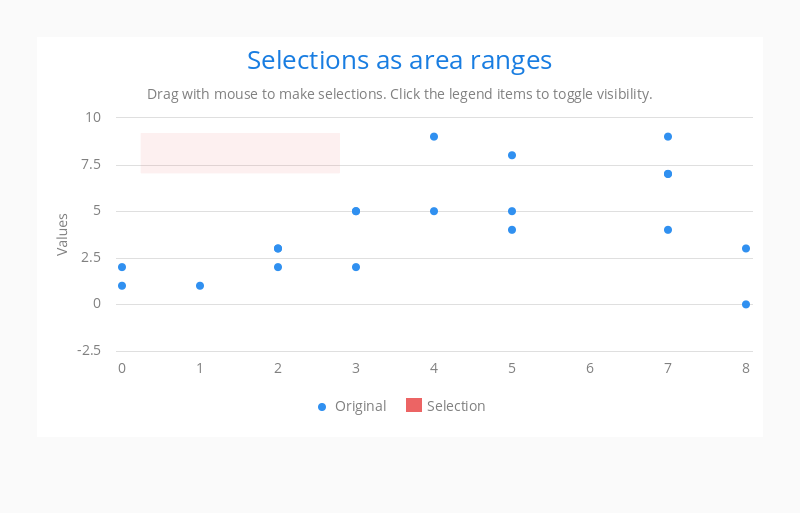 Selections as area ranges
Drag with mouse to make selections. Click the legend items to toggle visibility.
10
7.5
5
2.5
0
-2.5
Values
0 1 2 3 4 5 6 7 8
Original Selection